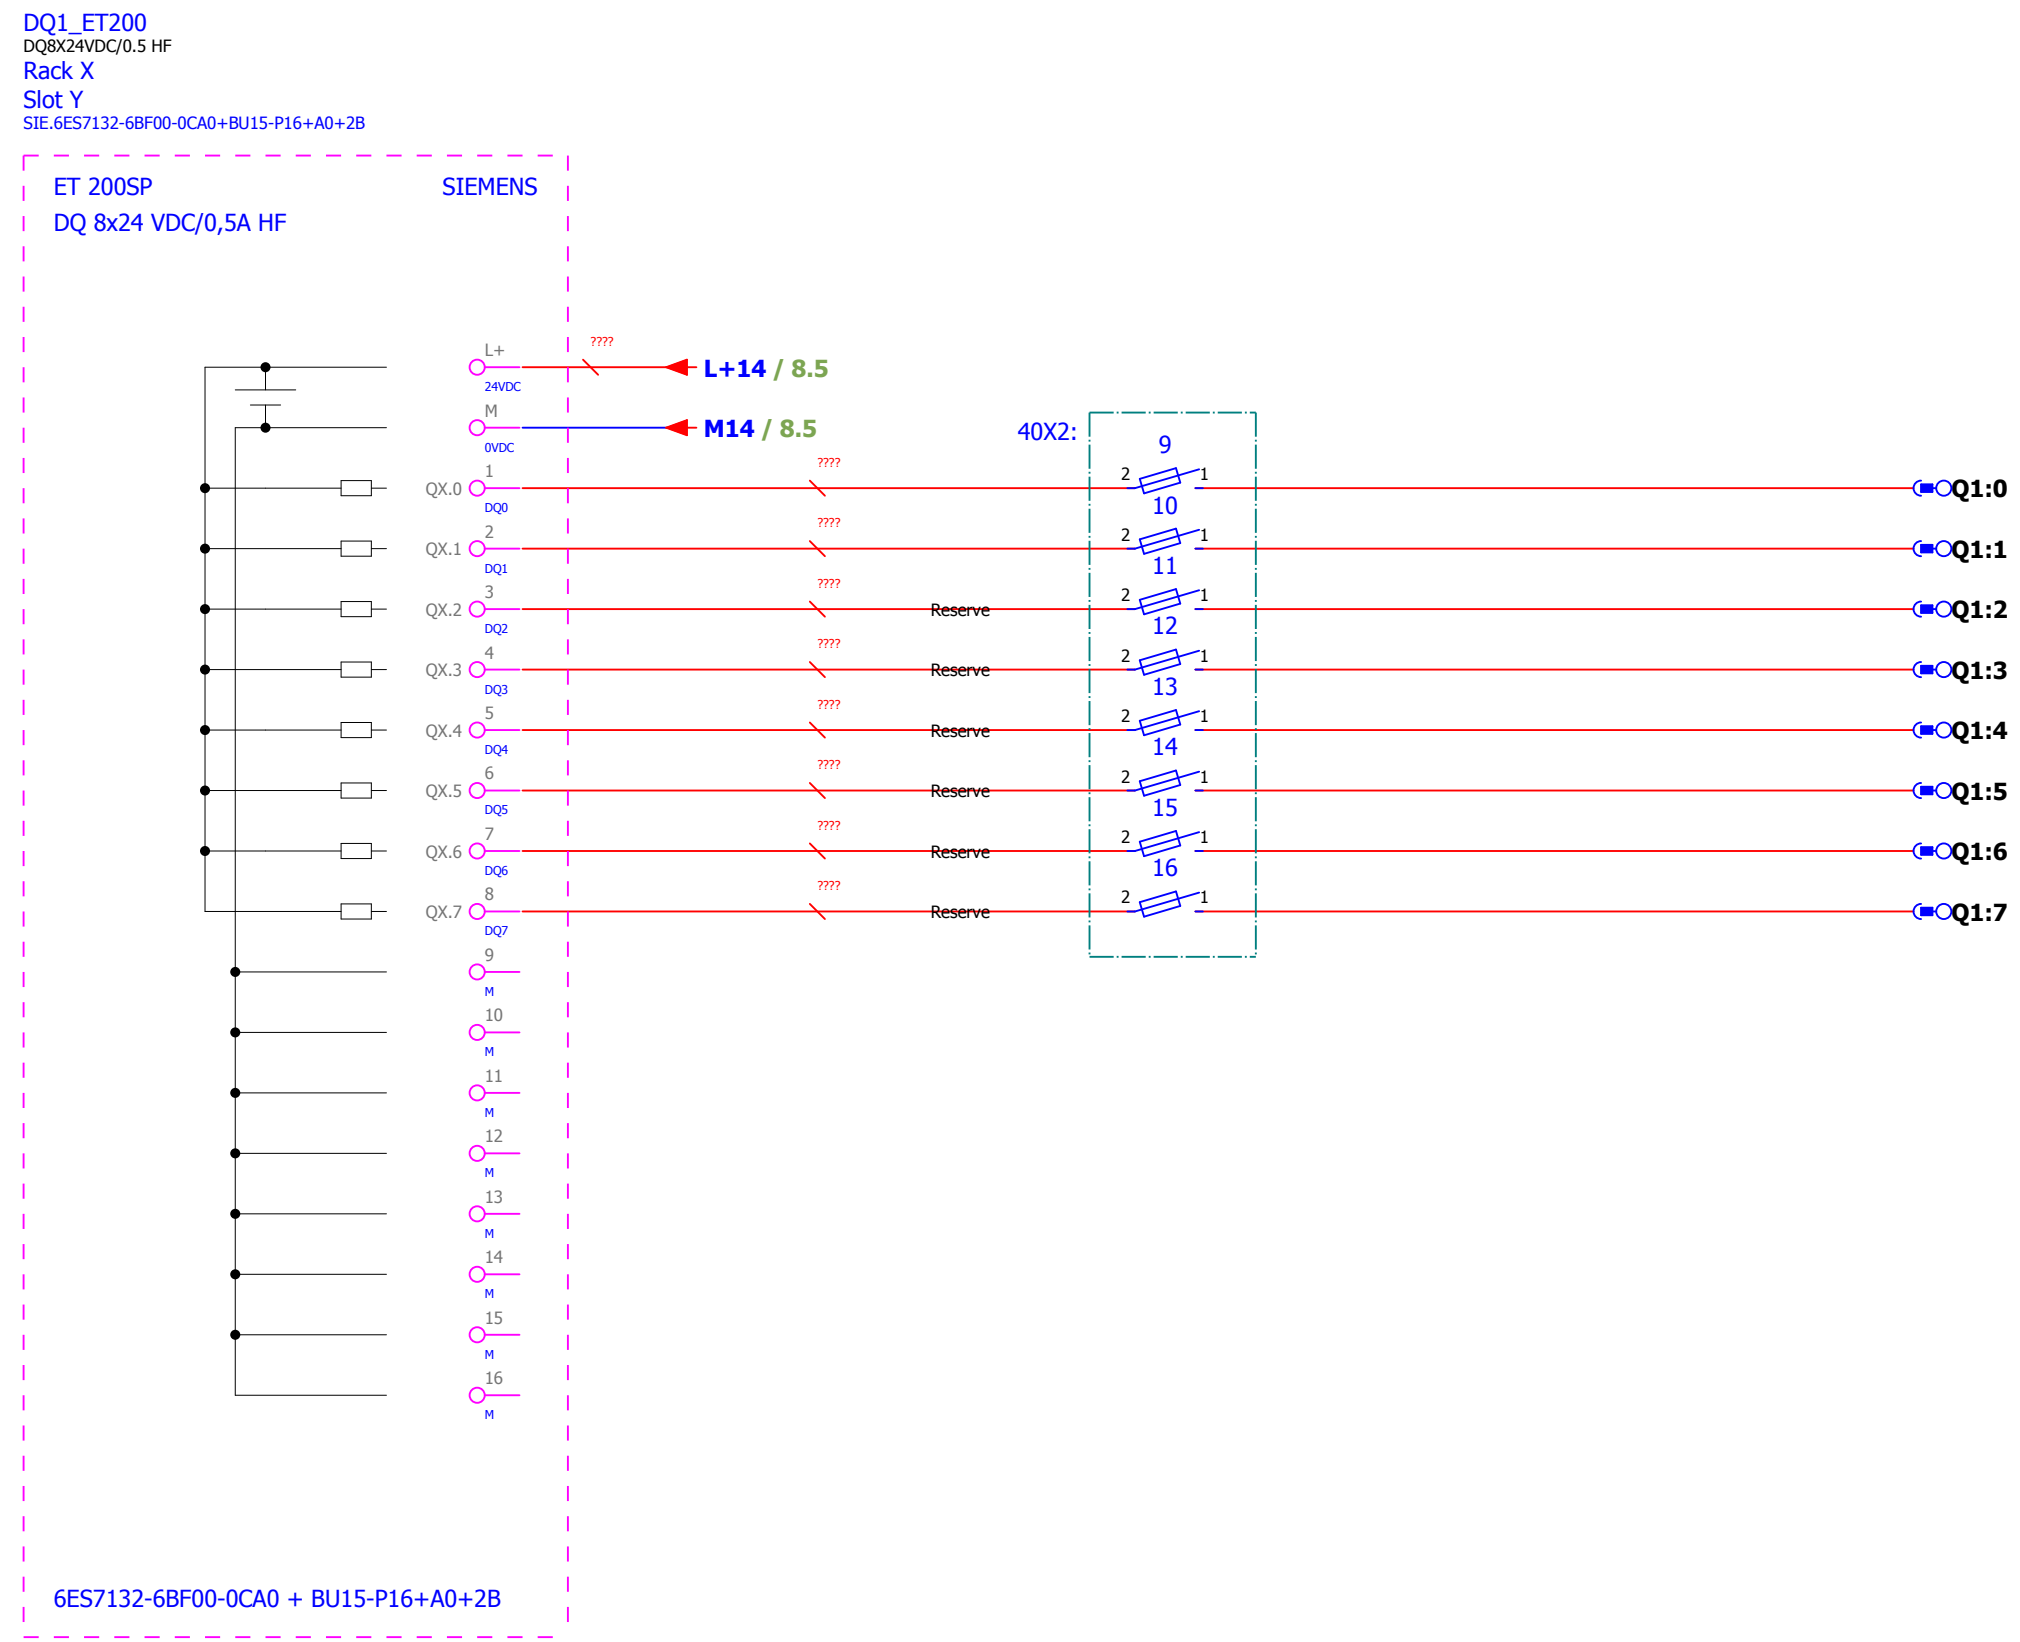 DQ1_ET200
DQ8X24VDC/0.5 HF
Rack X
Slot Y
SIE.6ES7132-6BF00-0CA0+BU15-P16+A0+2B
ET 200SP SIEMENS
DQ 8x24 VDC/0,5A HF
L+ ????
L+14 / 8.5
24VDC
M
M14 / 8.5
0VDC
40X2:
9
1 ????
QX.0 2 1 Q1:0
DQ0
10
2 ????
QX.1 2 1 Q1:1
DQ1
11
3 ????
QX.2 Reserve 2 1 Q1:2
DQ2
12
4 ????
QX.3 Reserve 2 1 Q1:3
DQ3
13
5 ????
QX.4 Reserve 2 1 Q1:4
DQ4
14
6 ????
QX.5 Reserve 2 1 Q1:5
DQ5
15
7 ????
QX.6 Reserve 2 1 Q1:6
DQ6
16
8 ????
QX.7 Reserve 2 1 Q1:7
DQ7
9
M
10
M
11
M
12
M
13
M
14
M
15
M
16
M
6ES7132-6BF00-0CA0 + BU15-P16+A0+2B